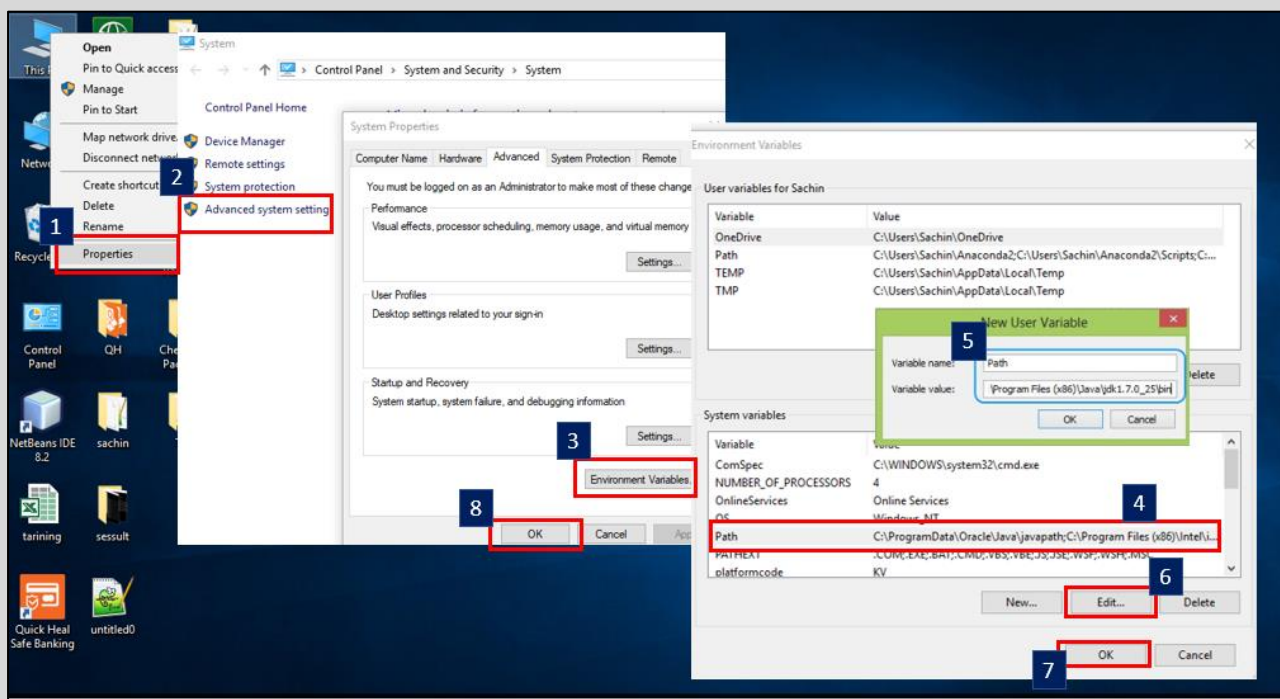 This
Network
Recycle
Control
Panel
QH
NetBeans IDE
8.2
sachin
tarining
sessult
Quick Heal
Safe Banking
untitled0
Open
Pin to Quick access
Manage
Pin to Start
Map network drive.
Disconnect
Create shortcut
Delete
Rename
1
Properties
System
Control Panel > System and Security > System
Control Panel Home
Device Manager
Remote settings
2
System protection
Advanced system setting
System Properties
Computer Name Hardware Advanced System Protection Remote
You must be logged on as an Administrator to make most of these change
Performance
Visual effects, processor scheduling, memory usage, and virtual memory
Settings...
User Profiles
Desktop settings related to your sign-in
Settings...
Startup and Recovery
System startup, system failure, and debugging information
Settings...
3
Environment Variables.
8
OK Cancel App
Environment Variables
User variables for Sachin
Variable Value
OneDrive C:\Users\Sachin\OneDrive
Path C:\Users\Sachin\Anaconda2;C:\Users\Sachin\Anaconda2\Scripts;C:...
TEMP C:\Users\Sachin\AppData\Local\Temp
TMP C:\Users\Sachin\AppData\Local\Temp
New User Variable
5
Variable name: Path
Variable value: \Program Files (x86)\Java\jdk1.7.0_25\bin
OK Cancel
elete
System variables
Variable Value
ComSpec C:\WINDOWS\system32\cmd.exe
NUMBER_OF_PROCESSORS 4
OnlineServices Online Services
OS Windows_NT
4
Path C:\ProgramData\Oracle\Java\javapath;C:\Program Files (x86)\Intel\i...
PATHEXT .COM;.EXE;.BAT;.CMD;.VBS;.VBE;.JS;.JSE;.WSF;.WSH;.MSC
platformcode KV
6
New... Edit... Delete
7
OK Cancel